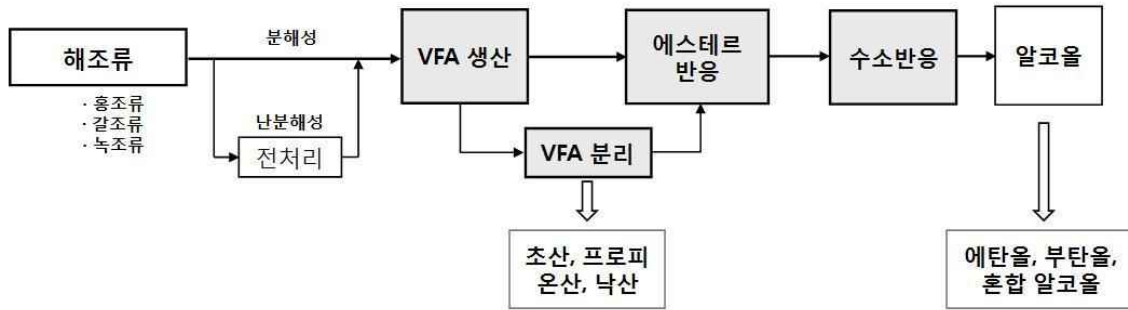 해조류
· 홍조류
· 갈조류
· 녹조류
분해성
난분해성
전처리
VFA 생산
VFA 분리
초산, 프로피
온산, 낙산
에스테르
반응
수소반응
알코올
에탄올, 부탄올,
혼합 알코올